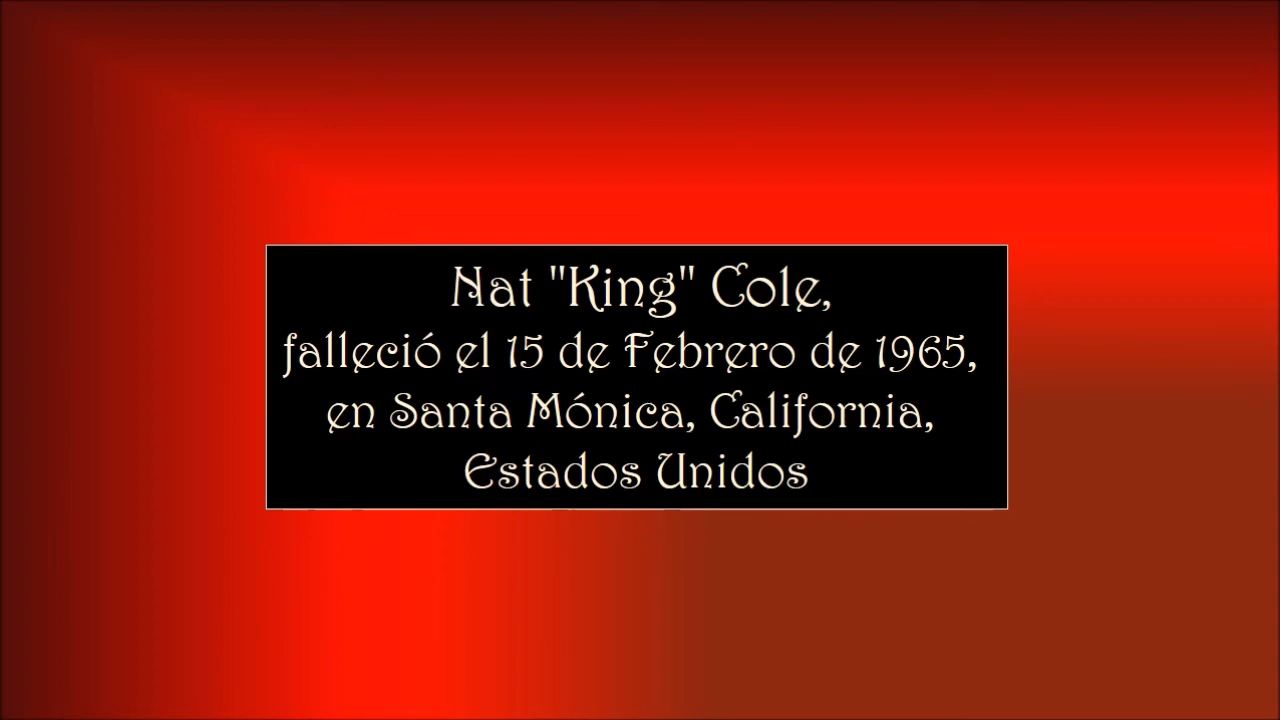 Nat "King" Cole,
falleció el 15 de Febrero de 1965,
en Santa Mónica, California,
Estados Unidos